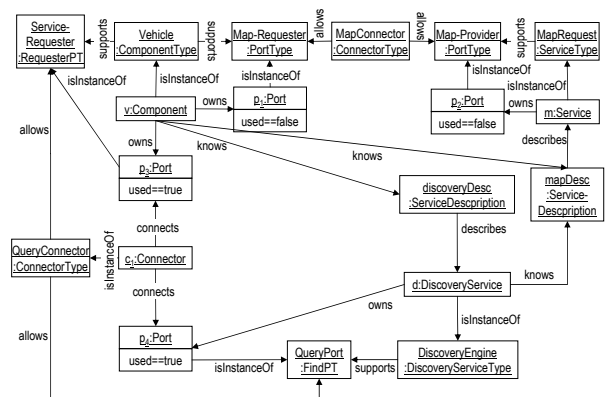 Service-
Requester
:RequesterPT
supports
Vehicle
:ComponentType
supports
Map-Requester
:PortType
allows
MapConnector
:ConnectorType
allows
Map-Provider
:PortType
supports
MapRequest
:ServiceType
isInstanceOf
isInstanceOf
isInstanceOf
isInstanceOf
isInstanceOf
v:Component
owns
p1:Port
used==false
p2:Port
used==false
owns
m:Service
allows
owns
knows
knows
describes
p3:Port
used==true
discoveryDesc
:ServiceDescpription
mapDesc
:Service-
Descpription
connects
describes
QueryConnector
:ConnectorType
isInstanceOf
c1:Connector
d:DiscoveryService
knows
connects
owns
isInstanceOf
allows
p4:Port
used==true
isInstanceOf
QueryPort
:FindPT
supports
DiscoveryEngine
:DiscoveryServiceType